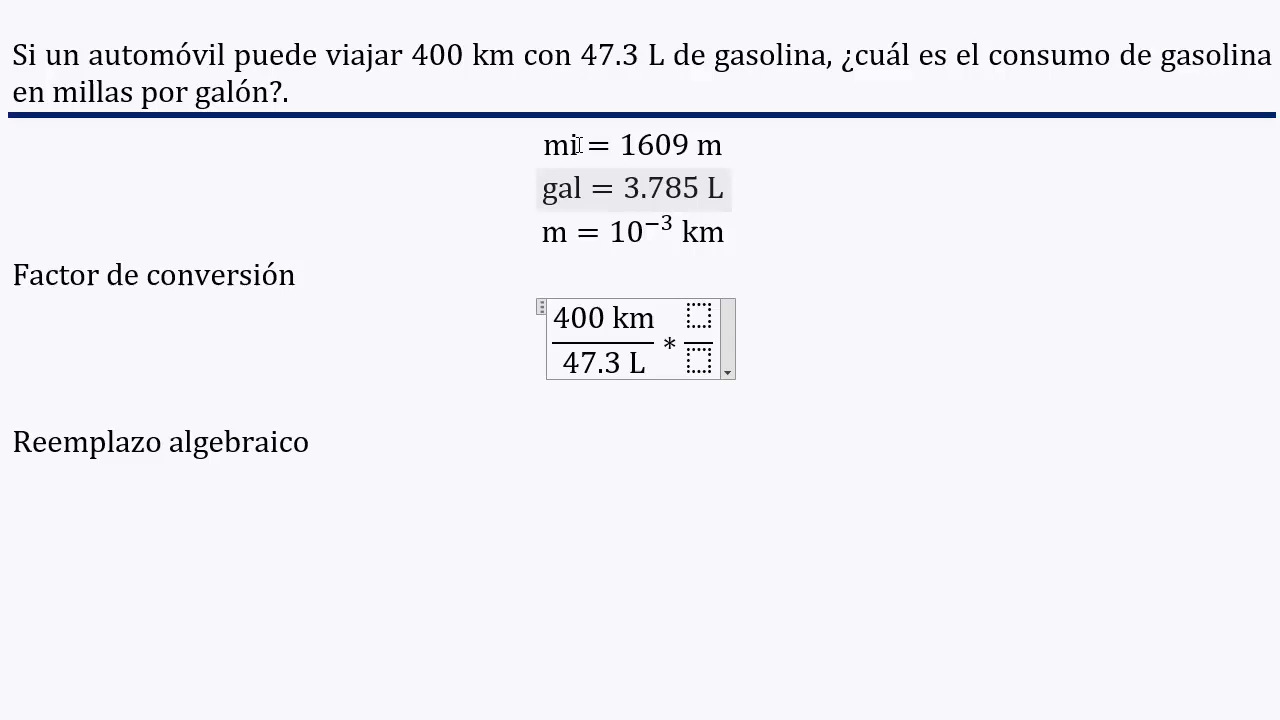 Si un automóvil puede viajar 400 km con 47.3 L de gasolina, ¿cuál es el consumo de gasolina
en millas por galón?.
mi = 1609 m
gal = 3.785 L
m = 10⁻³ km
Factor de conversión
400 km
47.3 L
*
Reemplazo algebraico